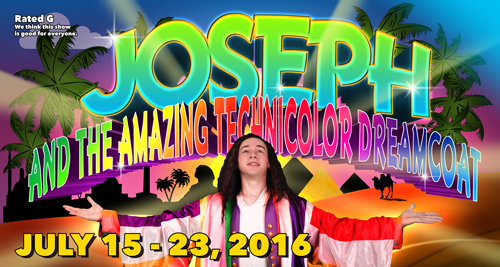 Rated G
We think this show
is good for everyone.
JOSEPH
AND THE AMAZING TECHNICOLOR DREAMCOAT
JULY 15 - 23, 2016